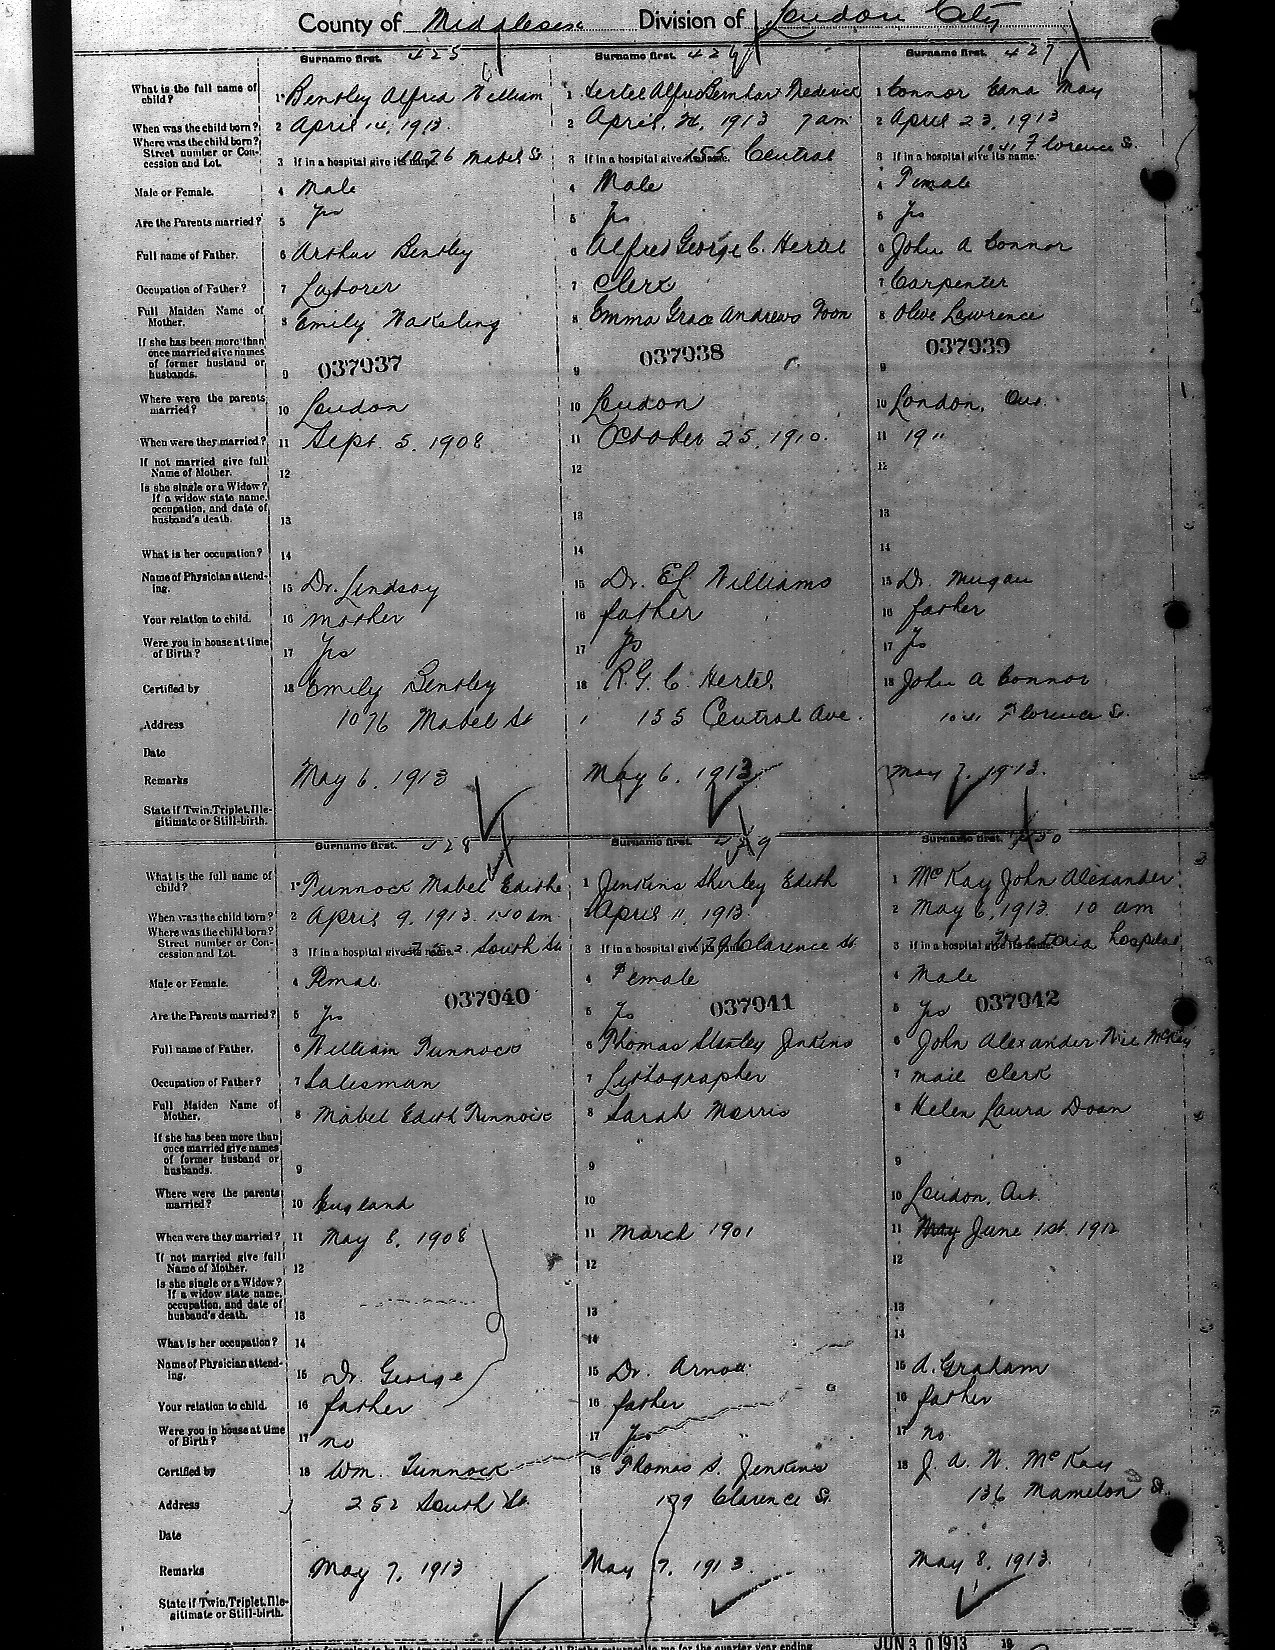 County of Middlesex Division of London City
Surname first. 425 Surname first. 426 Surname first. 427
What is the full name of child? 1 Bentley Alfred William 1 Hertel Alfred Bernhart Frederick 1 Connor Edna May
When was the child born? 2 April 14, 1913. 2 April, 1913 7 am 2 April 23, 1913
Where was the child born? Street number or Concession and Lot. 3 If in a hospital give its name. 1076 Mabel St 3 If in a hospital give its name. 155 Central 3 If in a hospital give its name. 1041 Florence St.
Male or Female. 4 Male 4 Male 4 Female
Are the Parents married? 5 Yes 5 Yes 5 Yes
Full name of Father. 6 Arthur Bentley 6 Alfred George C. Hertel 6 John A Connor
Occupation of Father? 7 Laborer 7 Clerk 7 Carpenter
Full Maiden Name of Mother. 8 Emily Wakeling 8 Emma Grace Andrews Toon 8 Olive Lawrence
If she has been more than once married give names of former husband or husbands. 9 037937 9 037938 9 037939
Where were the parents married? 10 London 10 London 10 London, Ont.
When were they married? 11 Sept. 5, 1908 11 October 25, 1910. 11 19"
If not married give full Name of Mother. 12 12 12
Is she single or a Widow? If a widow state name, occupation, and date of husband's death. 13 13 13
What is her occupation? 14 14 14
Name of Physician attending. 15 Dr. Lindsay 15 Dr. EL Williams 15 Dr. Mugan
Your relation to child. 16 mother 16 father 16 father
Were you in house at time of Birth? 17 Yes 17 Yes 17 Yes
Certified by 18 Emily Bentley 18 R. G. C. Hertel 18 John A Connor
Address 1076 Mabel St 155 Central Ave. 1041 Florence St.
Date
Remarks May 6, 1913 May 6, 1913 May 7, 1913.
State if Twin, Triplet, Illegitimate or Still-birth.
Surname first. 428 Surname first. 429 Surname first. 430
What is the full name of child? 1 Tunnock Mabel Edithe 1 Jenkins Shirley Edith 1 McKay John Alexander
When was the child born? 2 April 9, 1913. 1.40 am 2 April 11, 1913 2 May 6, 1913 10 am
Where was the child born? Street number or Concession and Lot. 3 If in a hospital give its name. 252 South St. 3 If in a hospital give its name. 179 Clarence St 3 If in a hospital give its name. Victoria hospital
Male or Female. 4 Femal 4 Female 4 Male
037940 037941 037942
Are the Parents married? 5 Yes 5 Yes 5 Yes
Full name of Father. 6 William Tunnock 6 Thomas Stanley Jenkins 6 John Alexander McKay
Occupation of Father? 7 Salesman 7 Lythographer 7 mail clerk
Full Maiden Name of Mother. 8 Mabel Edith Tunnock 8 Sarah Morris 8 Helen Laura Doan
If she has been more than once married give names of former husband or husbands. 9 9 9
Where were the parents married? 10 England 10 10 London, Ont.
When were they married? 11 May 8, 1908 11 March 1901 11 May June 1st, 1912
If not married give full Name of Mother. 12 12 12
Is she single or a Widow? If a widow state name, occupation, and date of husband's death. 13 13 13
What is her occupation? 14 14 14
Name of Physician attending. 15 Dr. George 15 Dr. Arnott 15 A. Graham
Your relation to child. 16 father 16 father 16 father
Were you in house at time of Birth? 17 no 17 Yes 17 no
Certified by 18 Wm. Tunnock 18 Thomas S. Jenkins 18 J. A. N. McKay
Address 252 South St. 179 Clarence St. 136 Mamelon St.
Date
Remarks May 7, 1913 May 7, 1913. May 8, 1913.
State if Twin, Triplet, Illegitimate or Still-birth.
JUN 30 1913 19